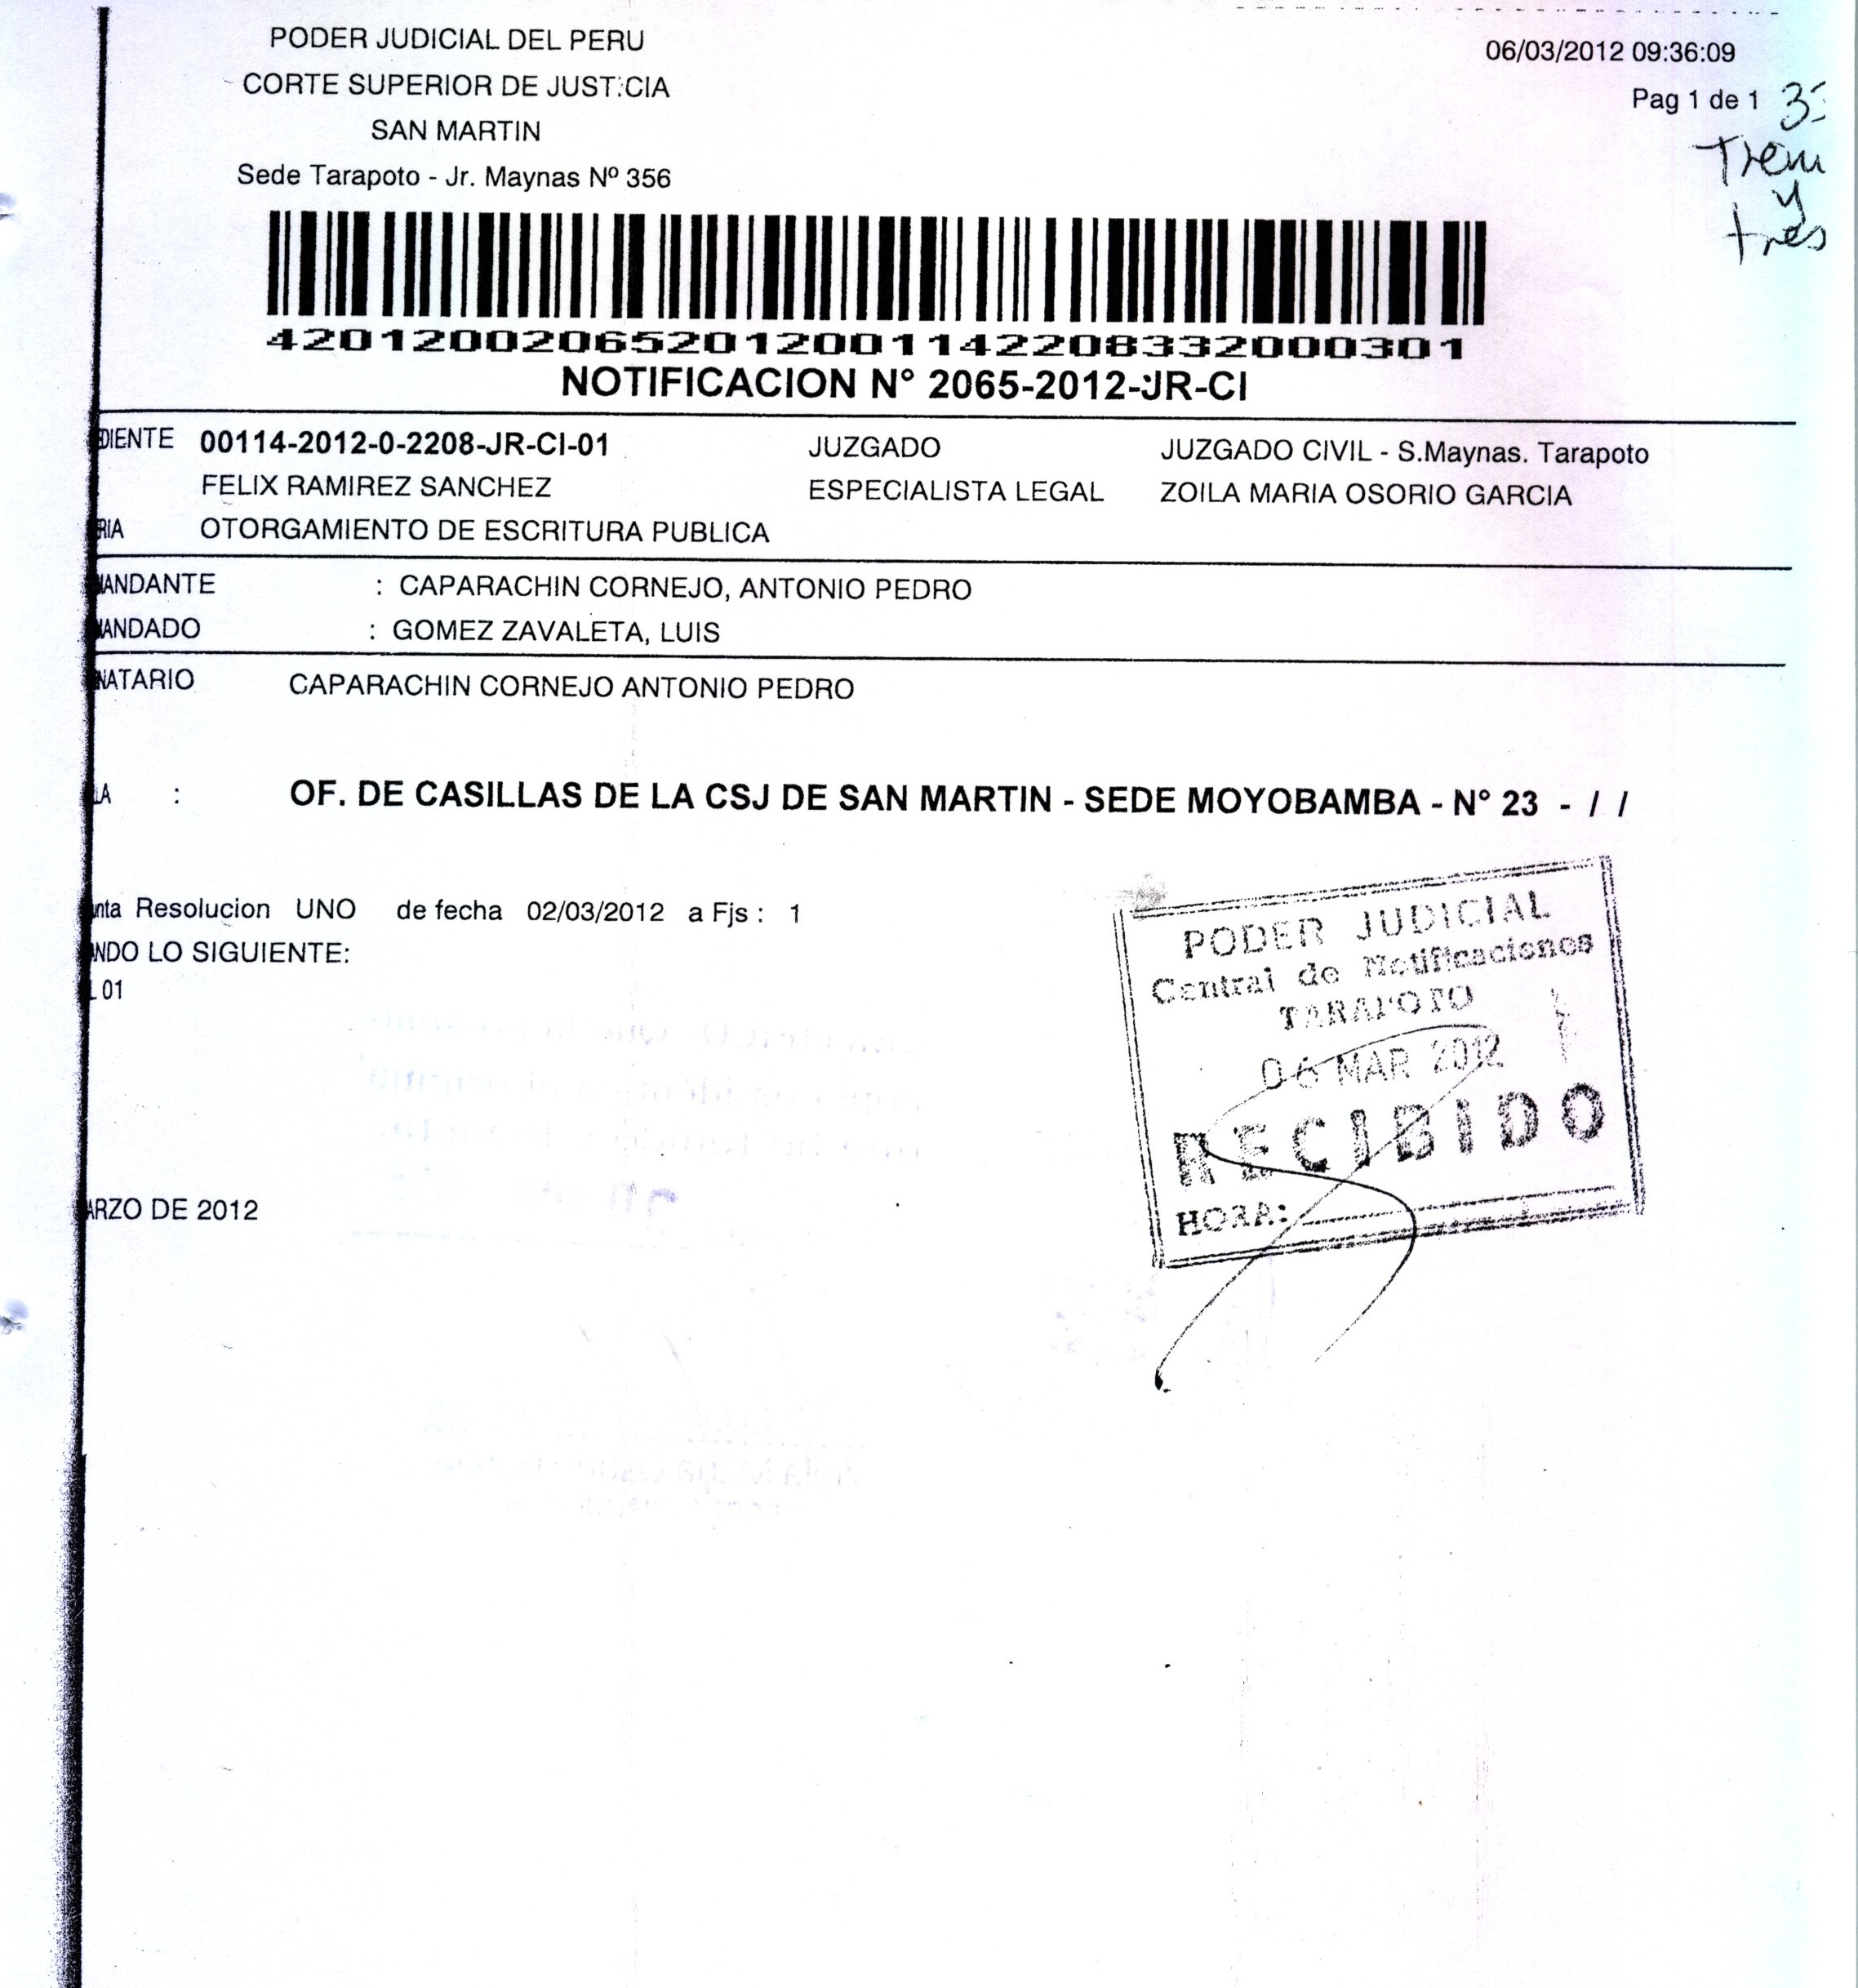 PODER JUDICIAL DEL PERU
CORTE SUPERIOR DE JUSTICIA
SAN MARTIN
Sede Tarapoto - Jr. Maynas Nº 356
06/03/2012 09:36:09
Pag 1 de 1
y
tres
420120020652012001142208332000301
NOTIFICACION N° 2065-2012-JR-CI
DIENTE 00114-2012-0-2208-JR-CI-01 JUZGADO JUZGADO CIVIL - S.Maynas. Tarapoto
FELIX RAMIREZ SANCHEZ ESPECIALISTA LEGAL ZOILA MARIA OSORIO GARCIA
RIA OTORGAMIENTO DE ESCRITURA PUBLICA
ANDANTE : CAPARACHIN CORNEJO, ANTONIO PEDRO
ANDADO : GOMEZ ZAVALETA, LUIS
NATARIO CAPARACHIN CORNEJO ANTONIO PEDRO
LA : OF. DE CASILLAS DE LA CSJ DE SAN MARTIN - SEDE MOYOBAMBA - N° 23 - / /
nta Resolucion UNO de fecha 02/03/2012 a Fjs : 1
NDO LO SIGUIENTE:
L 01
ARZO DE 2012
PODER JUDICIAL
Central de Notificaciones
TARAPOTO
06 MAR 2012
RECIBIDO
HORA: